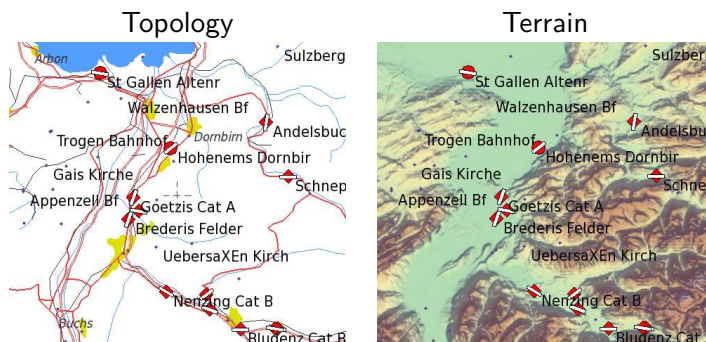 Topology
Terrain
Arbon
Sulzberg
St Gallen Altenr
Walzenhausen Bf
Andelsbuc
Dornbirn
Trogen Bahnhof
Hohenems Dornbir
Gais Kirche
Schnep
Appenzell Bf
Goetzis Cat A
Brederis Felder
UebersaXEn Kirch
Nenzing Cat B
Buchs
Bludenz Cat B
Sulzberg
St Gallen Altenr
Walzenhausen Bf
Andelsbuc
Trogen Bahnhof
Hohenems Dornbir
Gais Kirche
Schne
Appenzell Bf
Goetzis Cat A
Brederis Felder
UebersaXEn Kirch
Nenzing Cat B
Bludenz Cat